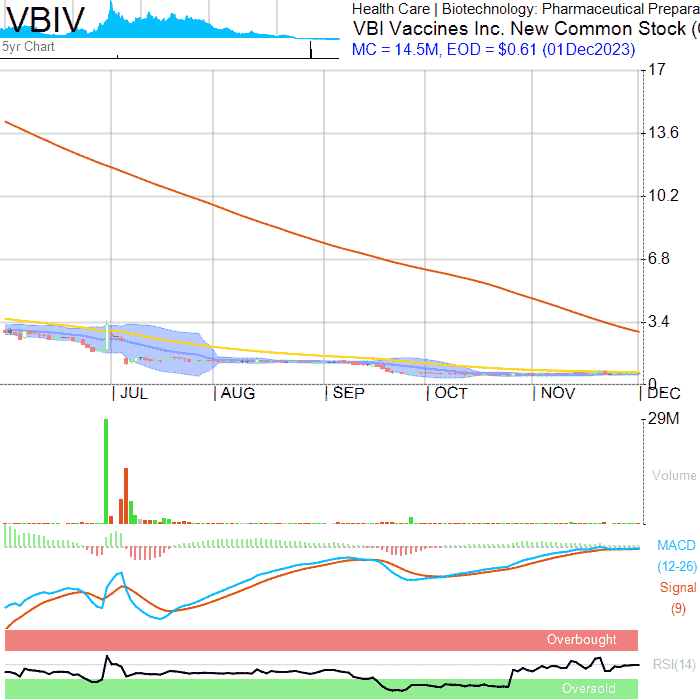 VBIV
5yr Chart
Health Care | Biotechnology: Pharmaceutical Prepara
VBI Vaccines Inc. New Common Stock (
MC = 14.5M, EOD = $0.61 (01Dec2023)
17
13.6
10.2
6.8
3.4
0
JUL
AUG
SEP
OCT
NOV
DEC
29M
Volume
MACD
(12-26)
Signal
(9)
Overbought
RSI(14)
Oversold